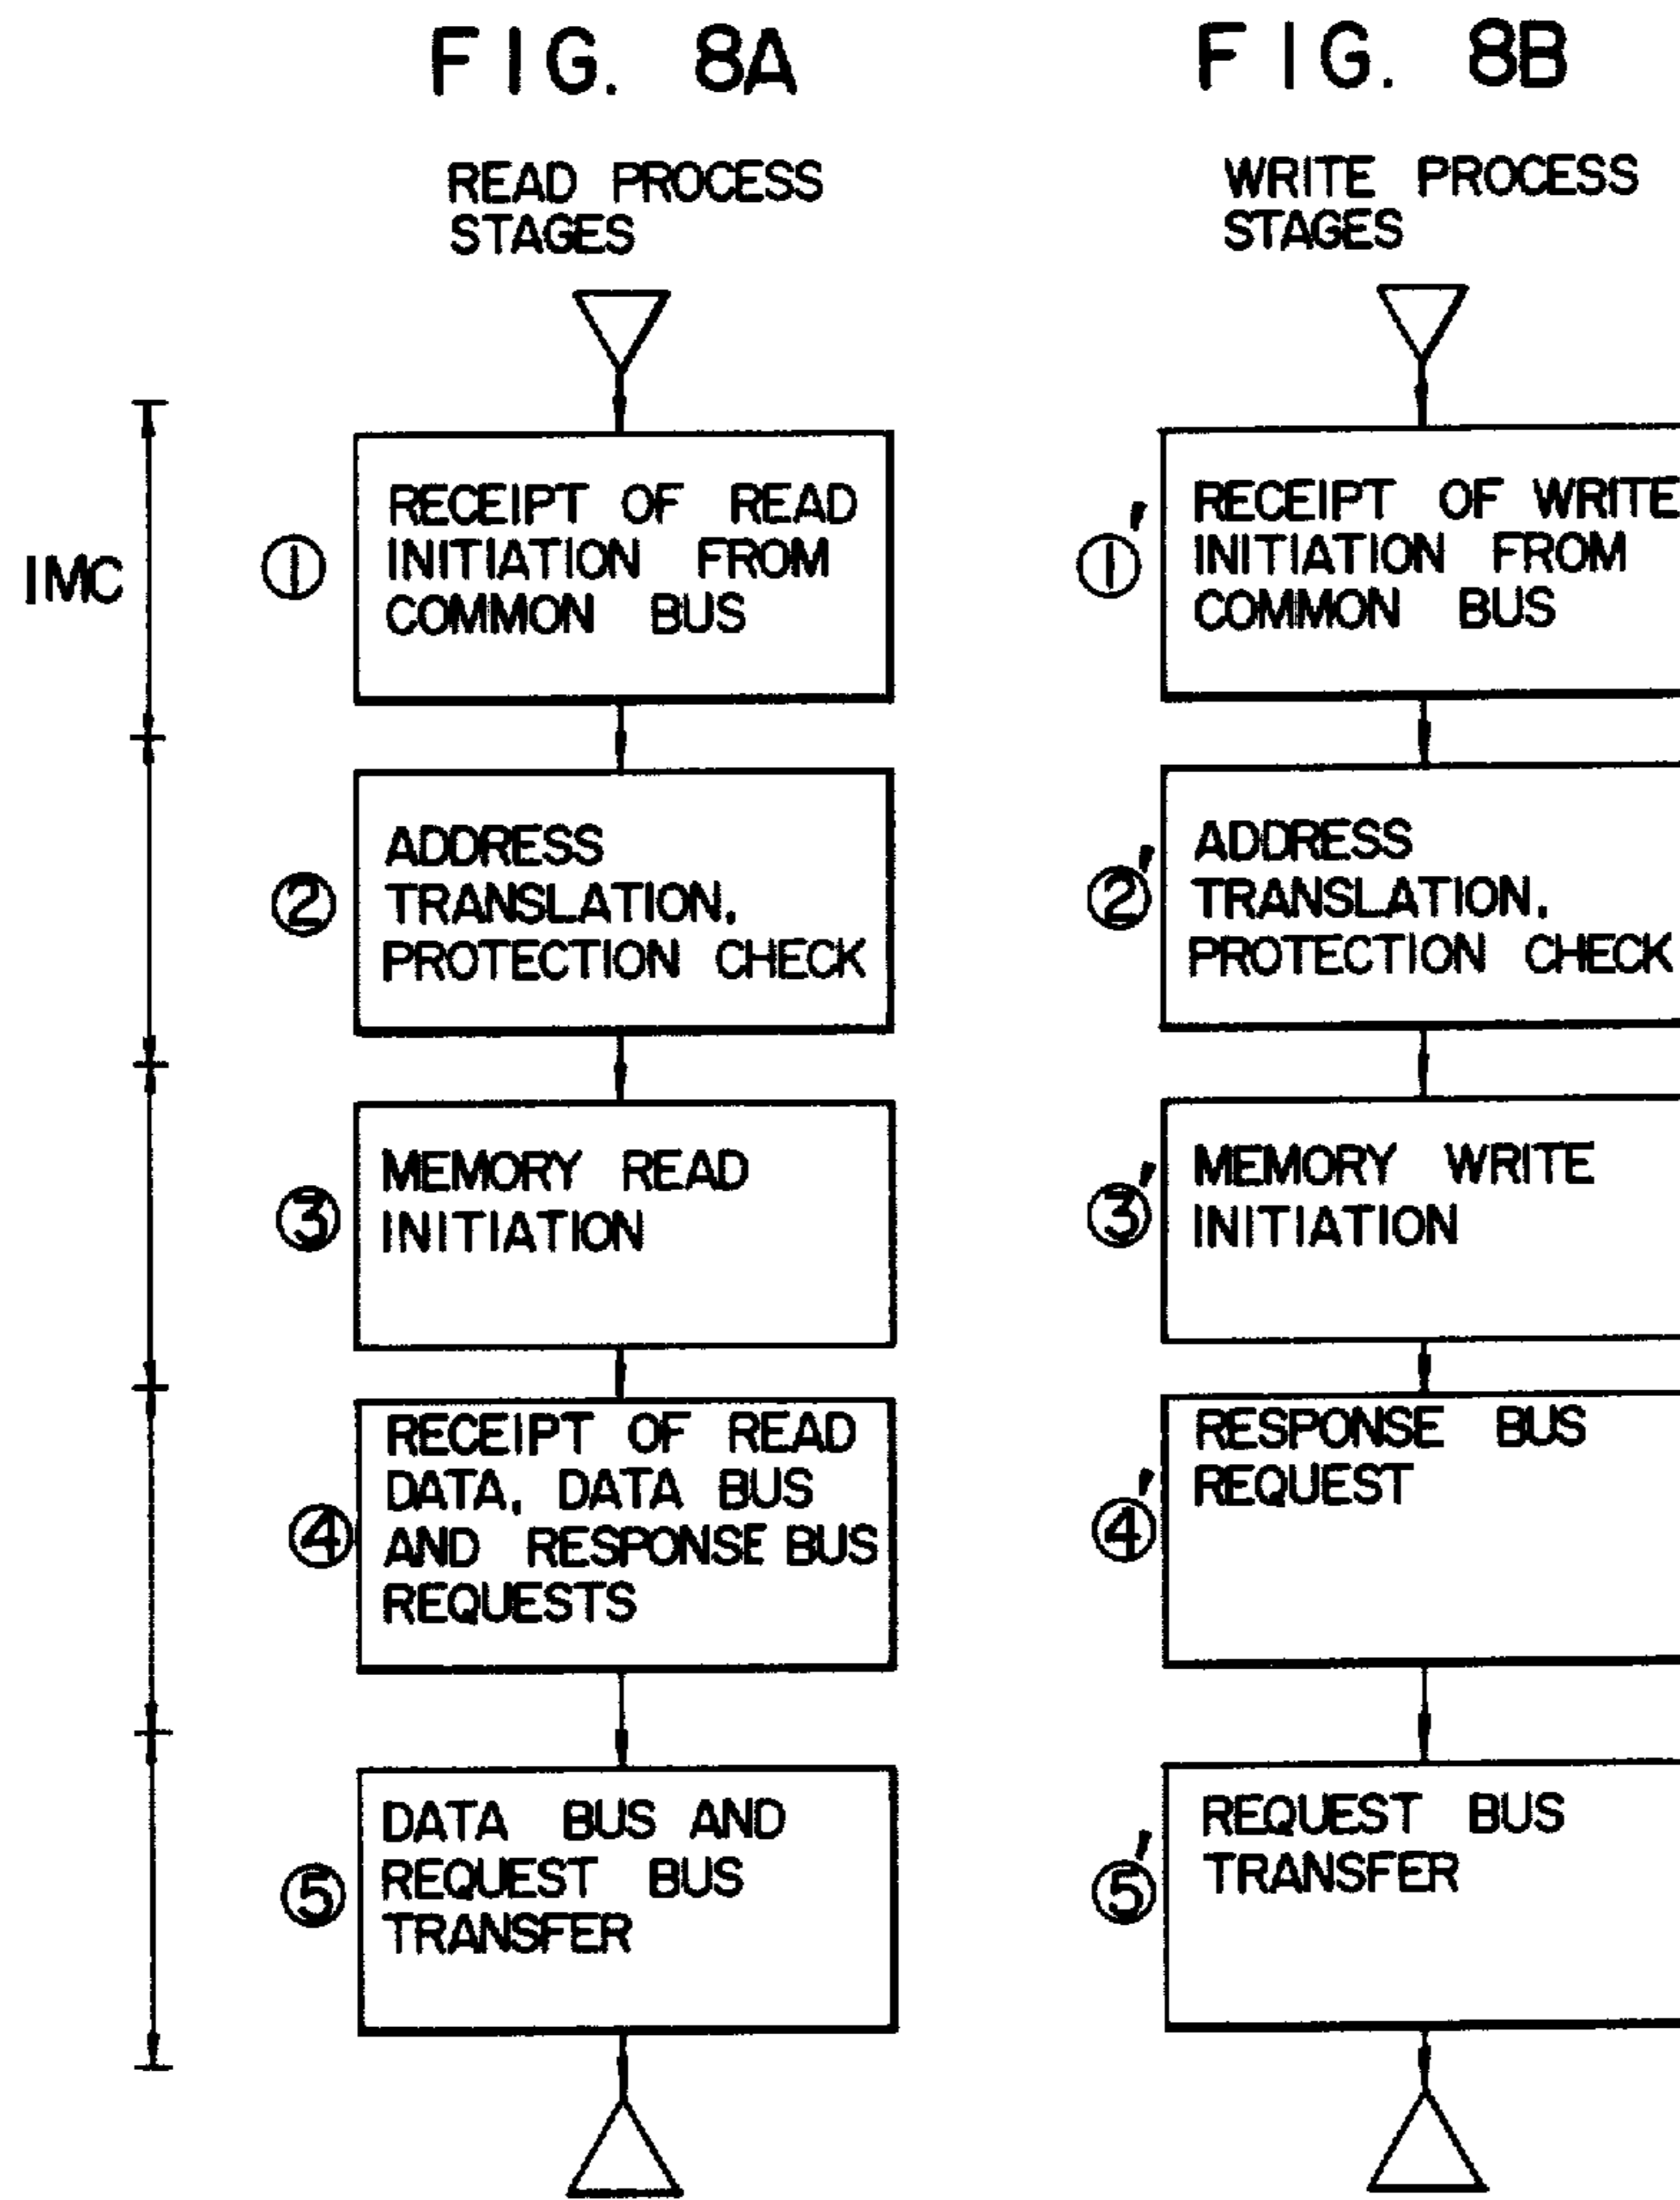 FIG. 8A
READ PROCESS
STAGES
IMC
①
RECEIPT OF READ
INITIATION FROM
COMMON BUS
②
ADDRESS
TRANSLATION,
PROTECTION CHECK
③
MEMORY READ
INITIATION
④
RECEIPT OF READ
DATA, DATA BUS
AND RESPONSE BUS
REQUESTS
⑤
DATA BUS AND
REQUEST BUS
TRANSFER
FIG. 8B
WRITE PROCESS
STAGES
①'
RECEIPT OF WRITE
INITIATION FROM
COMMON BUS
②'
ADDRESS
TRANSLATION,
PROTECTION CHECK
③'
MEMORY WRITE
INITIATION
④'
RESPONSE BUS
REQUEST
⑤'
REQUEST BUS
TRANSFER